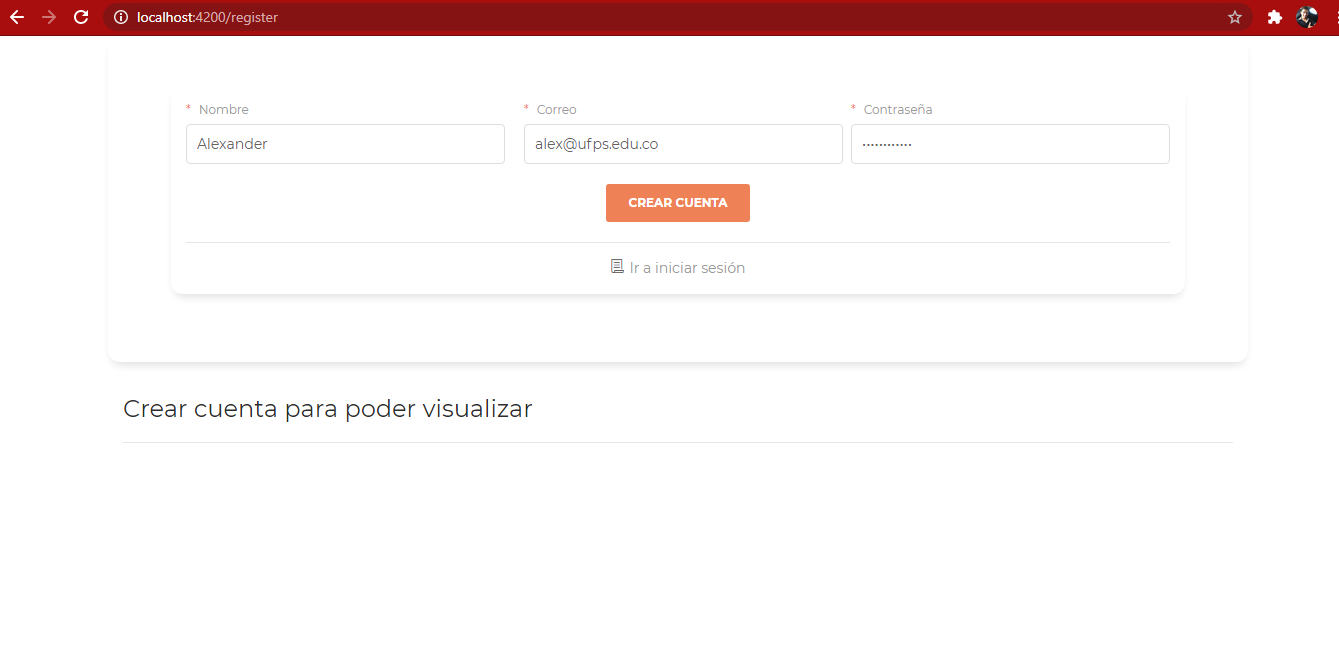 localhost:4200/register
* Nombre * Correo * Contraseña
Alexander alex@ufps.edu.co ............
CREAR CUENTA
Ir a iniciar sesión
Crear cuenta para poder visualizar